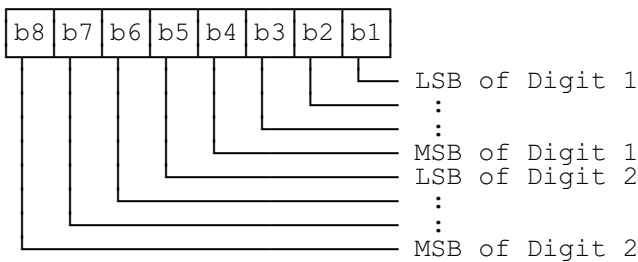 b8 b7 b6 b5 b4 b3 b2 b1
LSB of Digit 1
:
:
MSB of Digit 1
LSB of Digit 2
:
:
MSB of Digit 2